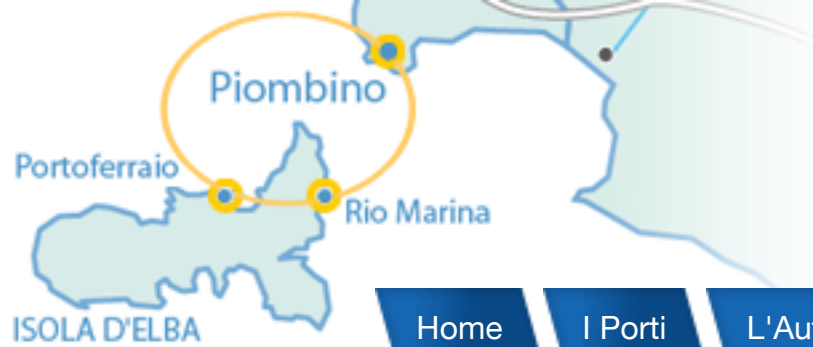 Piombino
Portoferraio
Rio Marina
ISOLA D'ELBA
Home I Porti